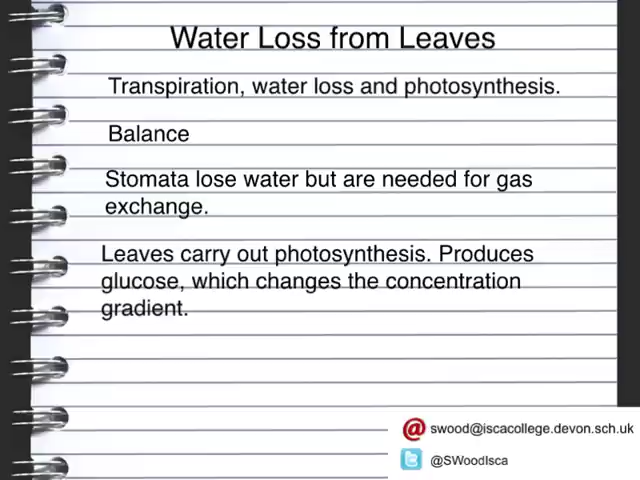 Water Loss from Leaves
Transpiration, water loss and photosynthesis.
Balance
Stomata lose water but are needed for gas
exchange.
Leaves carry out photosynthesis. Produces
glucose, which changes the concentration
gradient.
@ swood@iscacollege.devon.sch.uk
@SWoodIsca